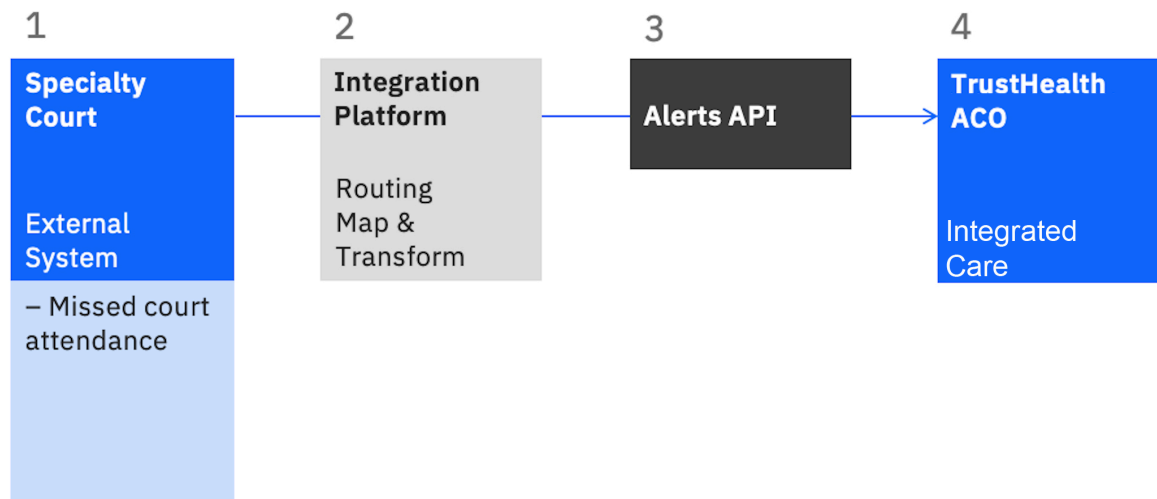 1
2
3
4
Specialty
Court
External
System
– Missed court
attendance
Integration
Platform
Routing
Map &
Transform
Alerts API
TrustHealth
ACO
Integrated
Care